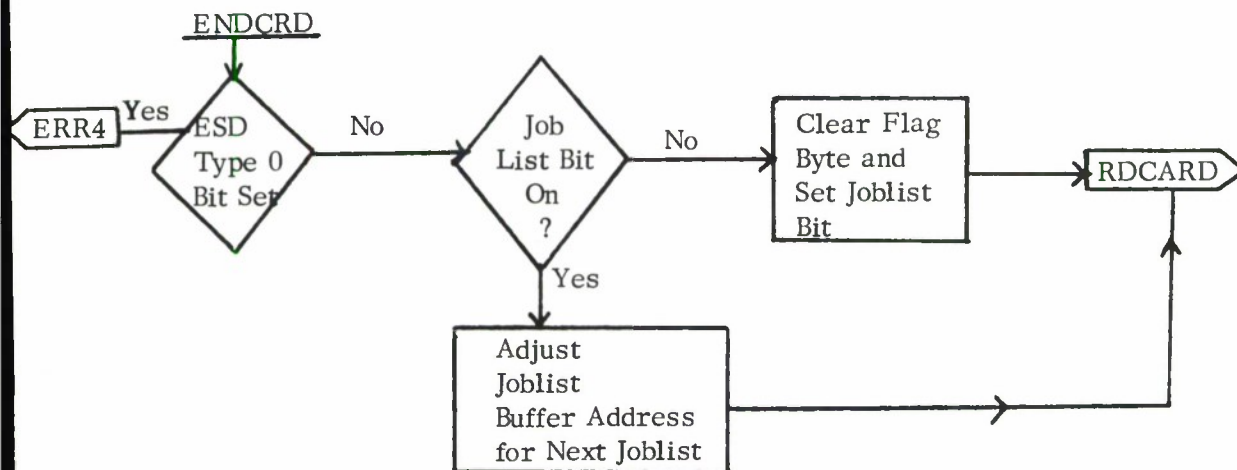 ENDCRD
ERR4
Yes
ESD
Type 0
Bit Set
No
Job
List Bit
On
?
No
Clear Flag
Byte and
Set Joblist
Bit
RDCARD
Yes
Adjust
Joblist
Buffer Address
for Next Joblist